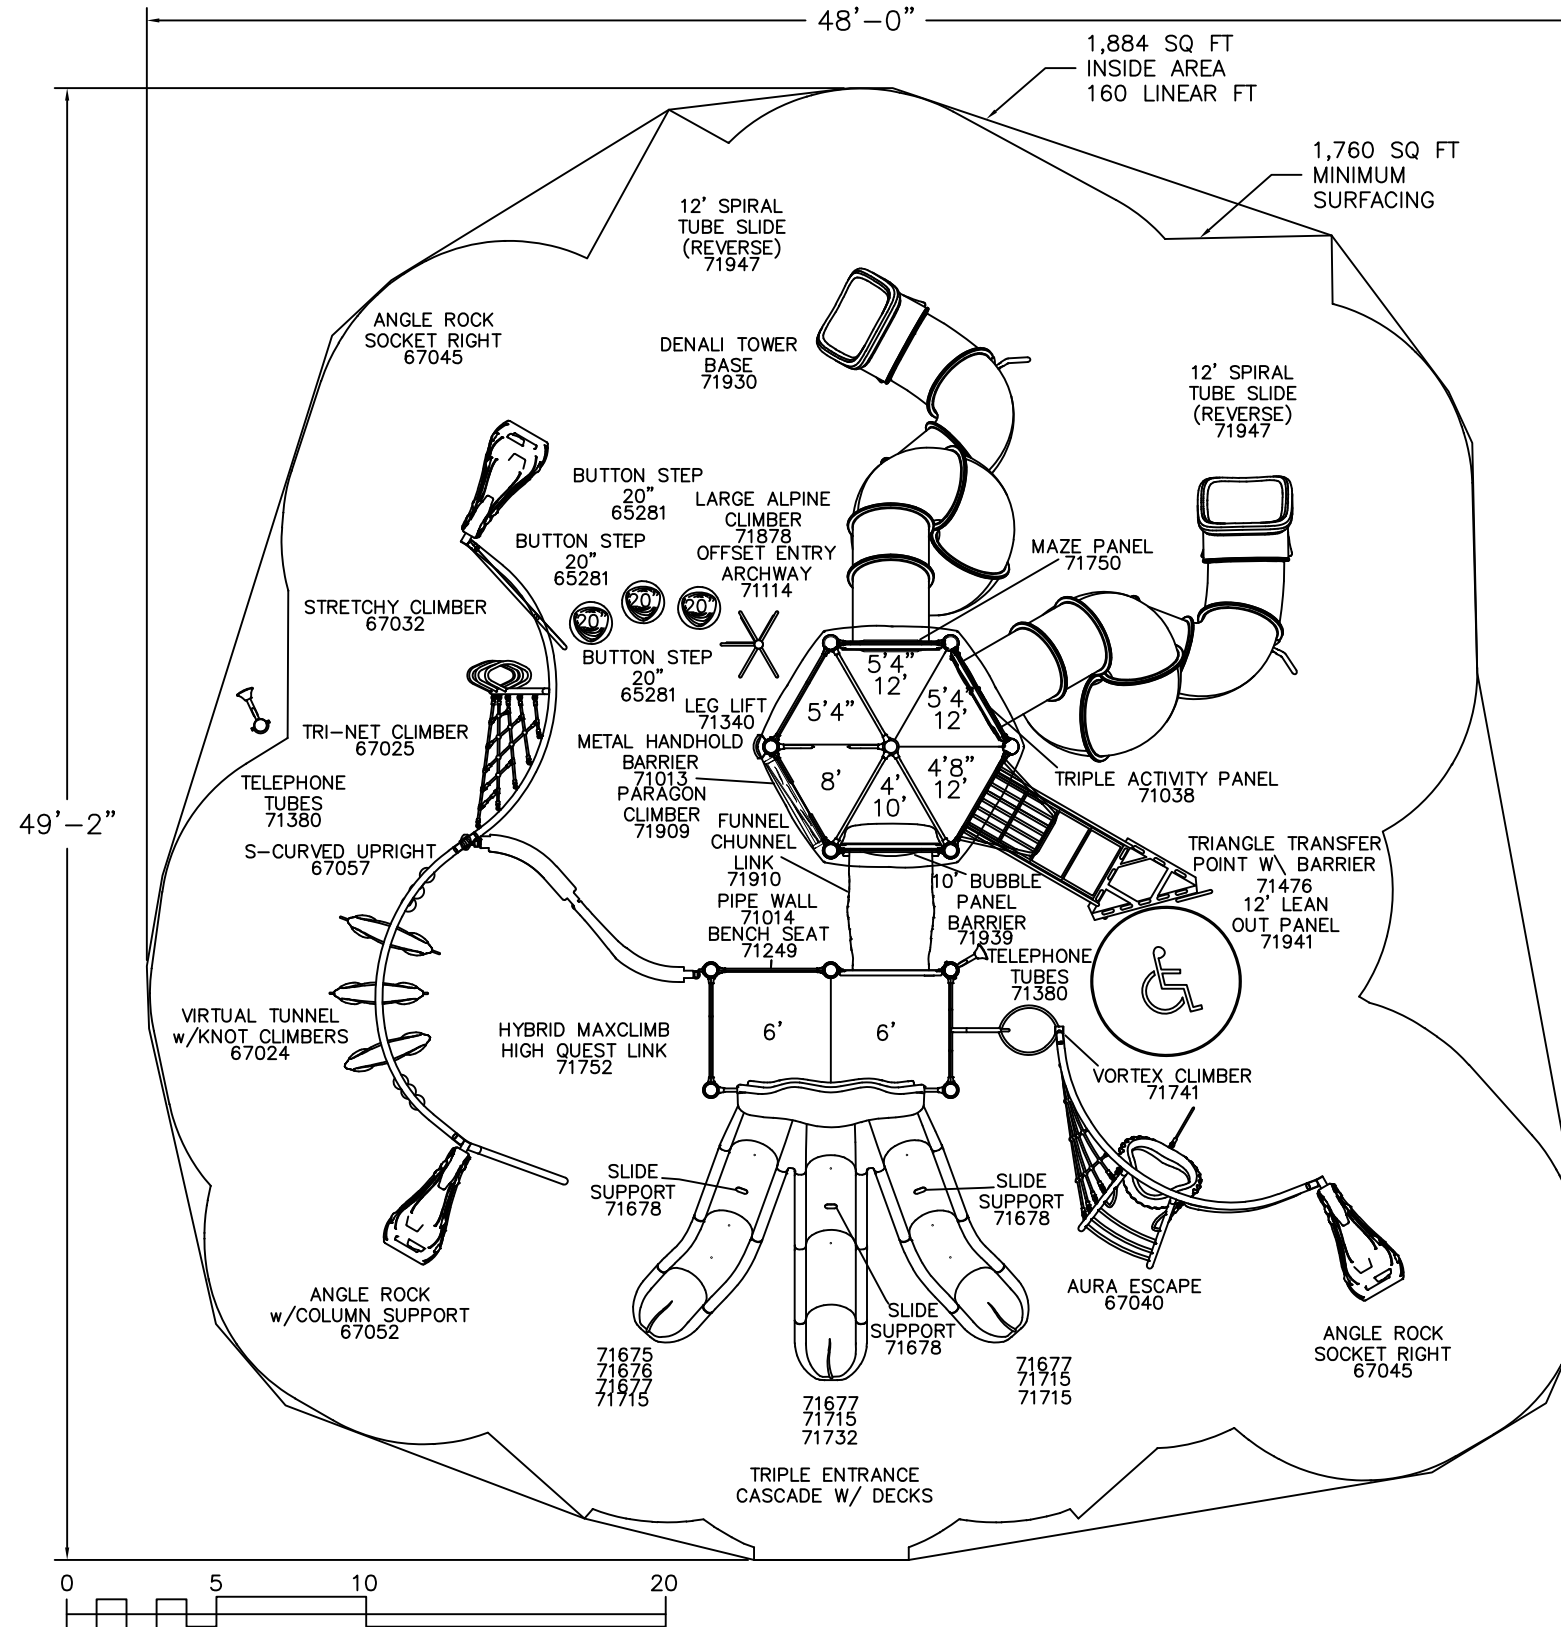 48'-0"
1,884 SQ FT
INSIDE AREA
160 LINEAR FT
1,760 SQ FT
MINIMUM
SURFACING
12' SPIRAL
TUBE SLIDE
(REVERSE)
71947
ANGLE ROCK
SOCKET RIGHT
67045
DENALI TOWER
BASE
71930
12' SPIRAL
TUBE SLIDE
(REVERSE)
71947
BUTTON STEP
20"
65281
LARGE ALPINE
CLIMBER
71878
BUTTON STEP
20"
65281
OFFSET ENTRY
ARCHWAY
71114
MAZE PANEL
71750
STRETCHY CLIMBER
67032
20"
20"
20"
BUTTON STEP
20"
65281
5'4"
12'
5'4"
12'
5'4"
LEG LIFT
71340
TRI-NET CLIMBER
67025
METAL HANDHOLD
BARRIER
71013
PARAGON
CLIMBER
71909
8'
4'
10'
4'8"
12'
TRIPLE ACTIVITY PANEL
71038
TELEPHONE
TUBES
71380
49'-2"
S-CURVED UPRIGHT
67057
FUNNEL
CHUNNEL
LINK
71910
TRIANGLE TRANSFER
POINT W\ BARRIER
71476
12' LEAN
OUT PANEL
71941
PIPE WALL
71014
BENCH SEAT
71249
10' BUBBLE
PANEL
BARRIER
71939
TELEPHONE
TUBES
71380
VIRTUAL TUNNEL
w/KNOT CLIMBERS
67024
HYBRID MAXCLIMB
HIGH QUEST LINK
71752
6'
6'
VORTEX CLIMBER
71741
SLIDE
SUPPORT
71678
SLIDE
SUPPORT
71678
SLIDE
SUPPORT
71678
AURA ESCAPE
67040
ANGLE ROCK
w/COLUMN SUPPORT
67052
ANGLE ROCK
SOCKET RIGHT
67045
71675
71676
71677
71715
71677
71715
71732
71677
71715
71715
TRIPLE ENTRANCE
CASCADE W/ DECKS
0 5 10 20